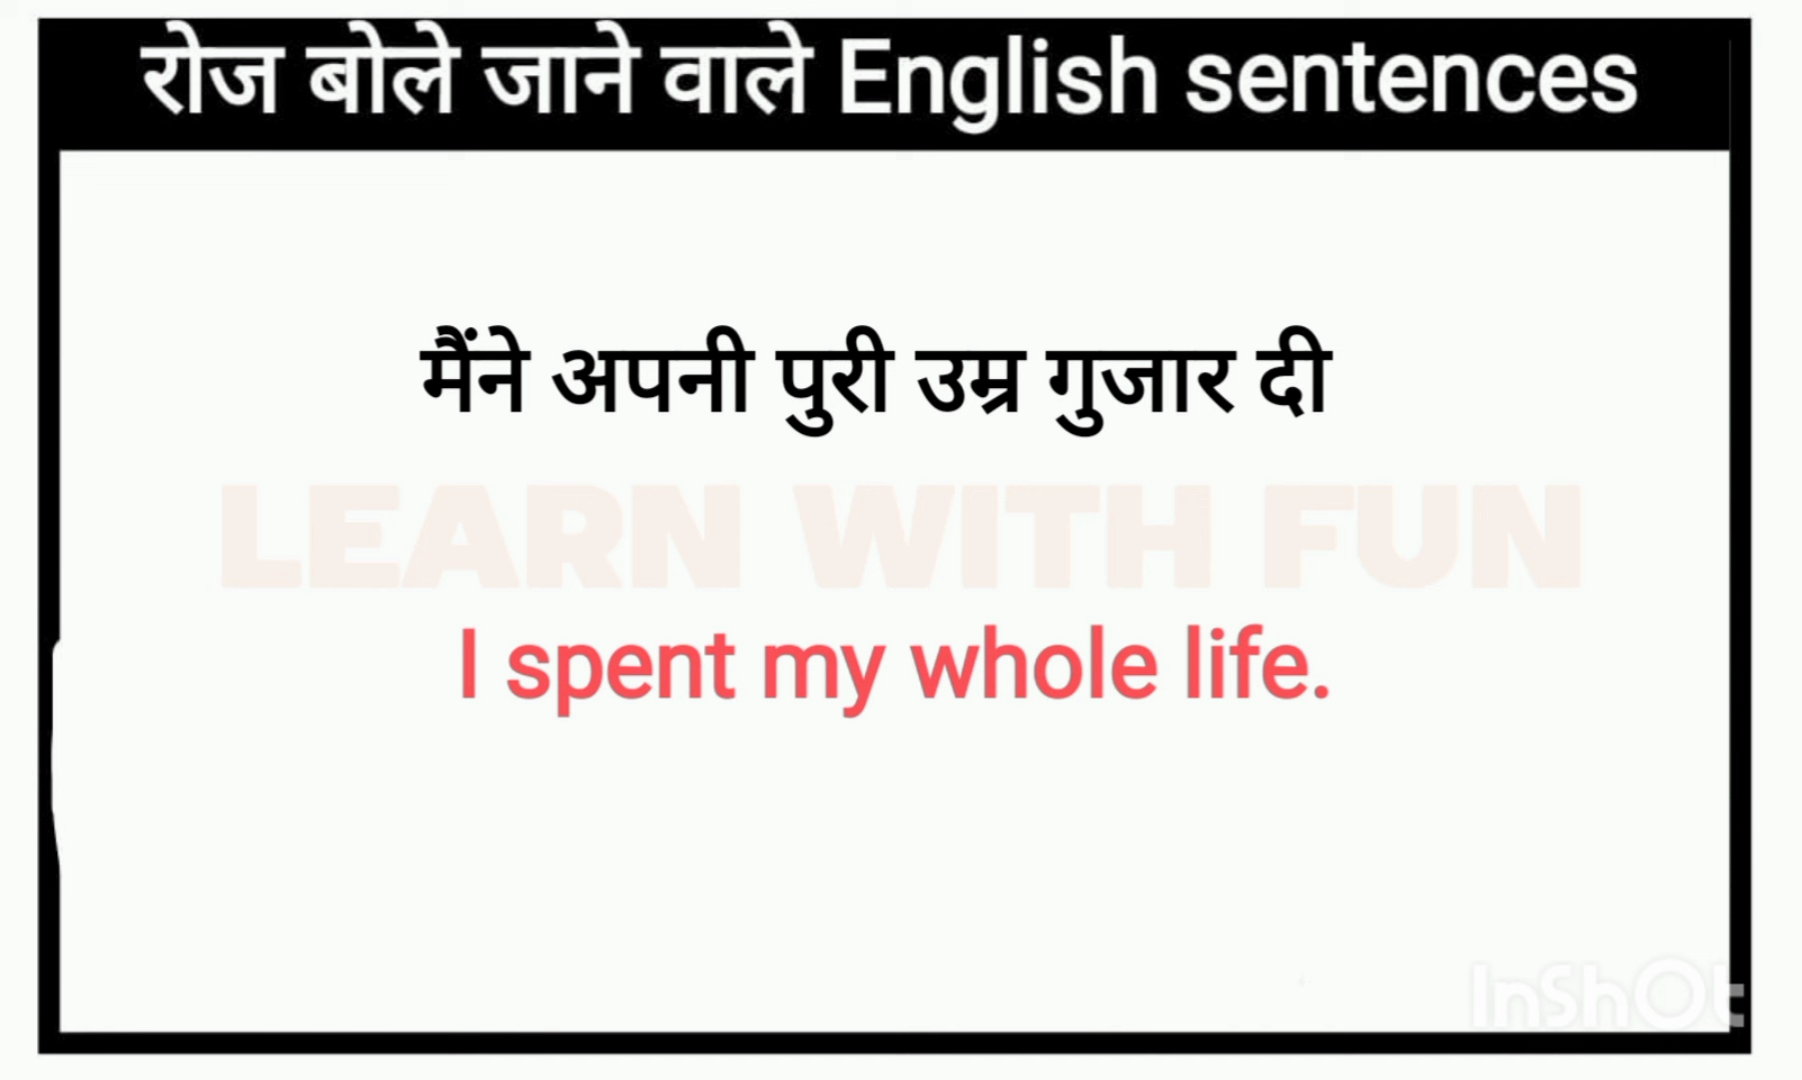 रोज बोले जाने वाले English sentences
मैंने अपनी पुरी उम्र गुजार दी
LEARN WITH FUN
I spent my whole life.
InShOt